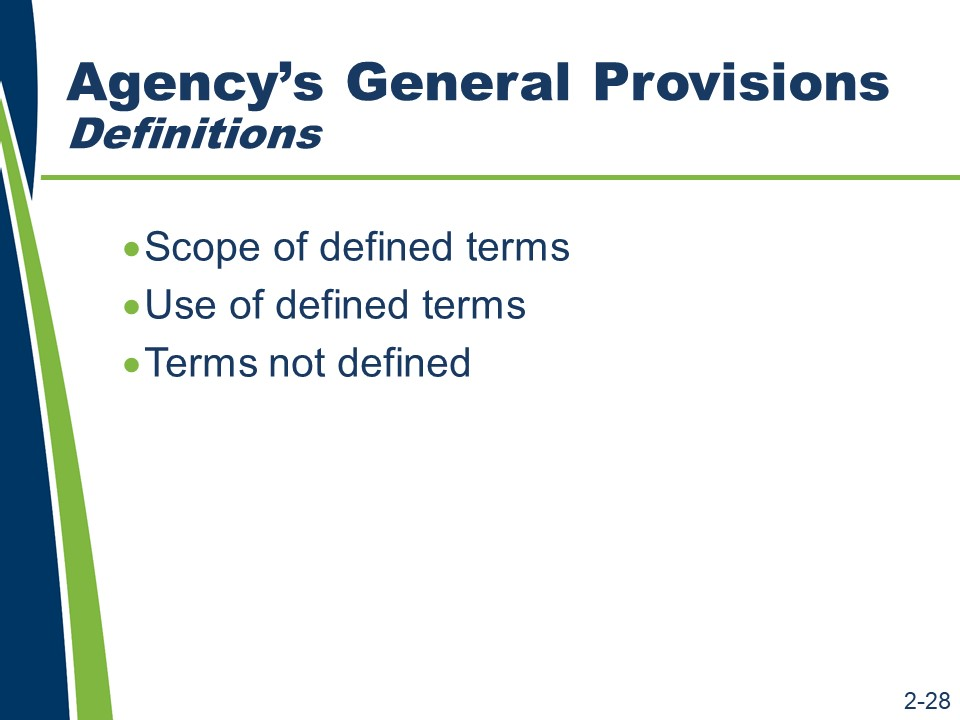 Agency’s General Provisions
Definitions
•Scope of defined terms
•Use of defined terms
•Terms not defined
2-28